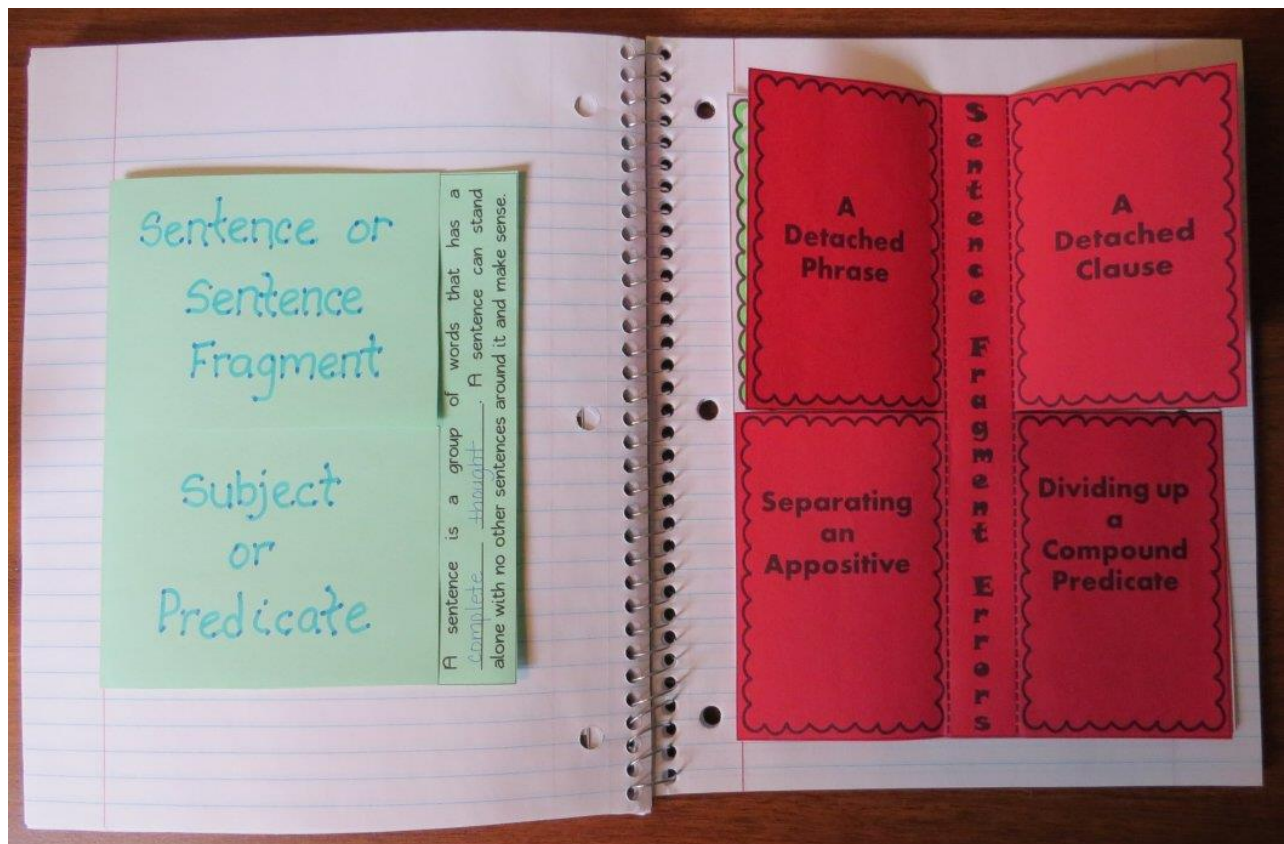 Sentence or
Sentence
Fragment
Subject
or
Predicate
A sentence is a group of words that has a
complete thought. A sentence can stand
alone with no other sentences around it and make sense.
A
Detached
Phrase
Sentence Fragment Errors
A
Detached
Clause
Separating
an
Appositive
Dividing up
a
Compound
Predicate